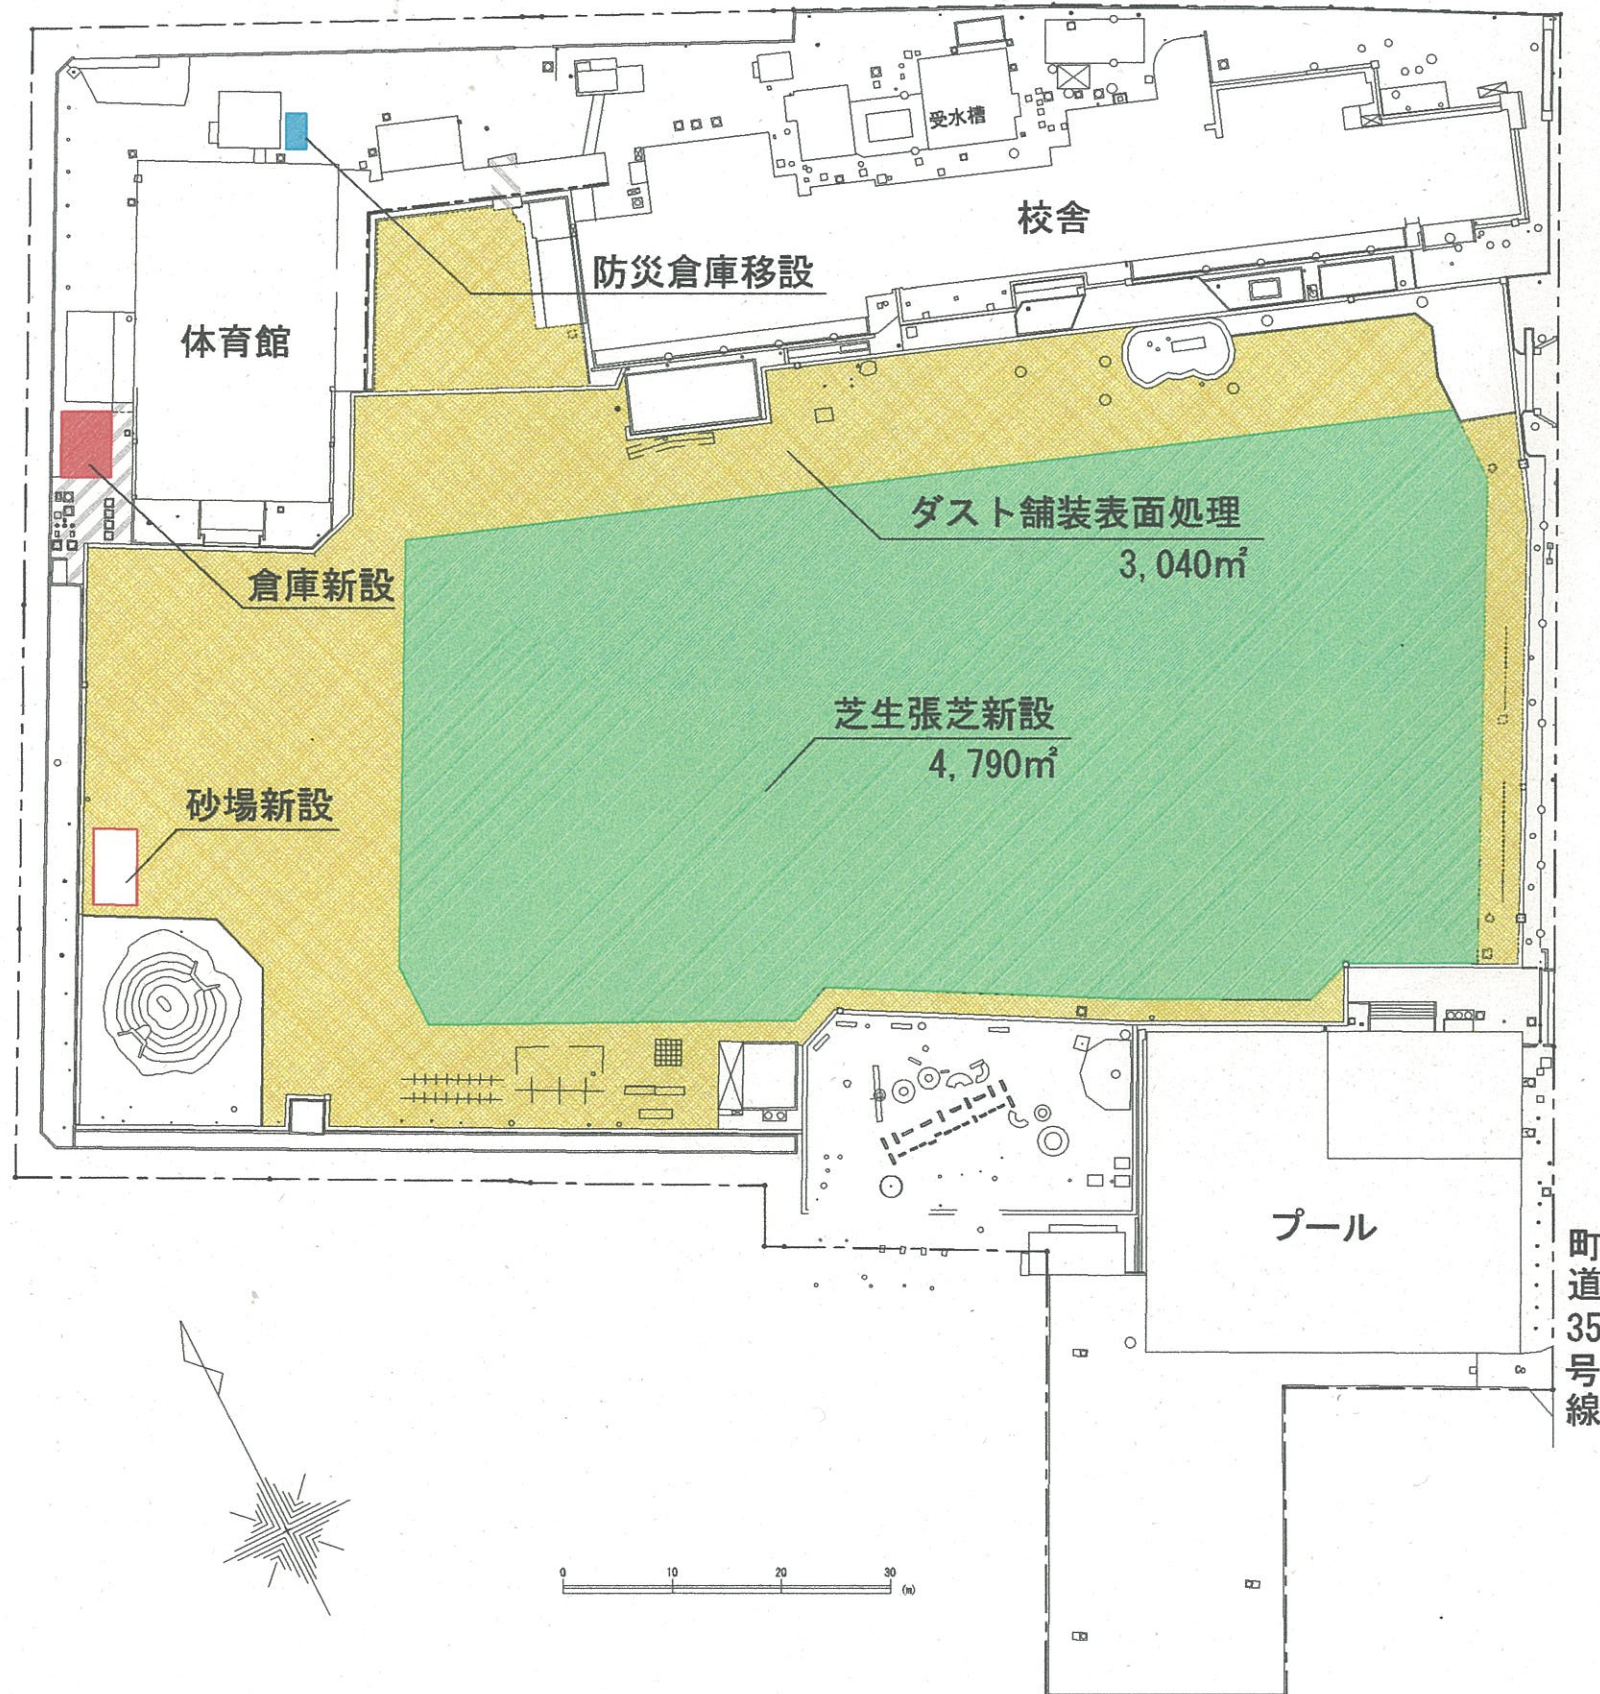 受水槽
校舎
防災倉庫移設
体育館
ダスト舗装表面処理
3,040㎡
倉庫新設
芝生張芝新設
4,790㎡
砂場新設
プール
町道35号線
0 10 20 30 (m)